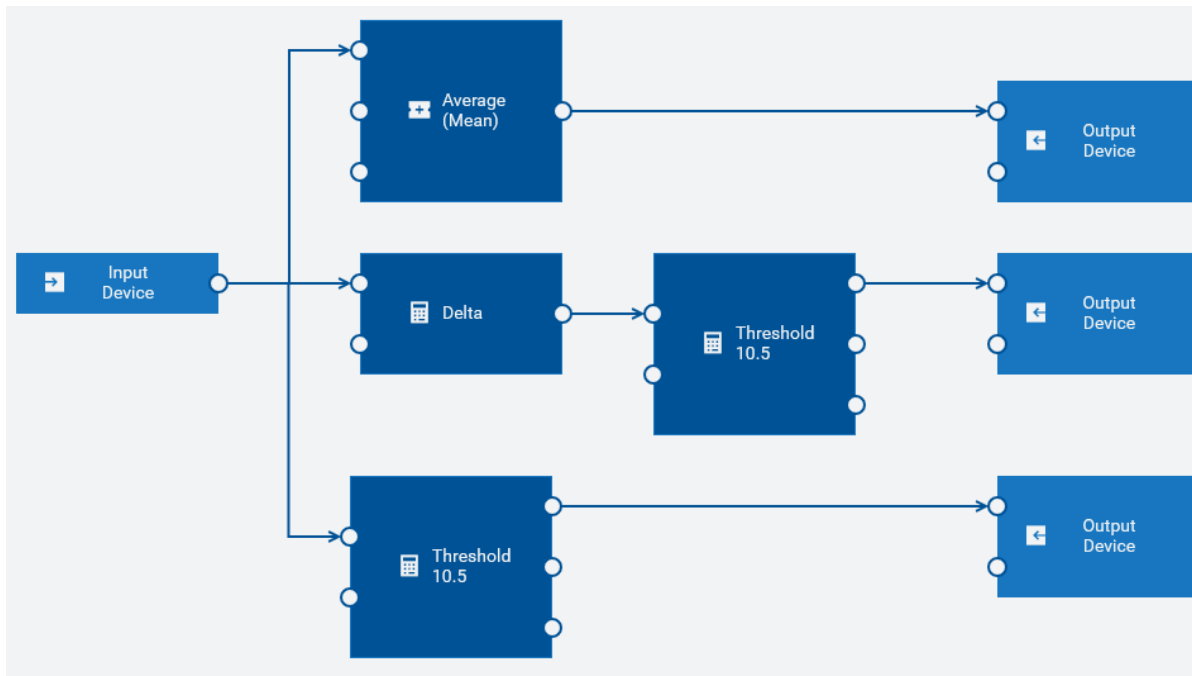 Average
(Mean)
Output
Device
Input
Device
Delta
Threshold
10.5
Output
Device
Threshold
10.5
Output
Device